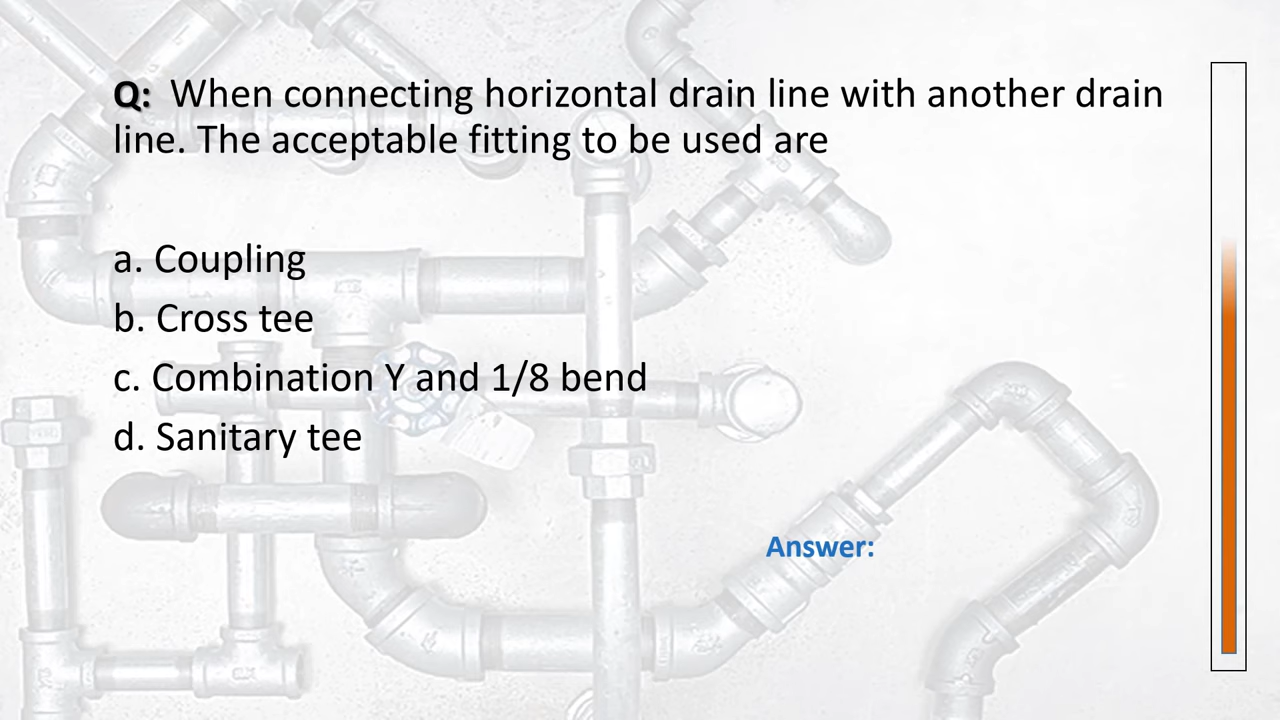 Q: When connecting horizontal drain line with another drain
line. The acceptable fitting to be used are
a. Coupling
b. Cross tee
c. Combination Y and 1/8 bend
d. Sanitary tee
Answer: